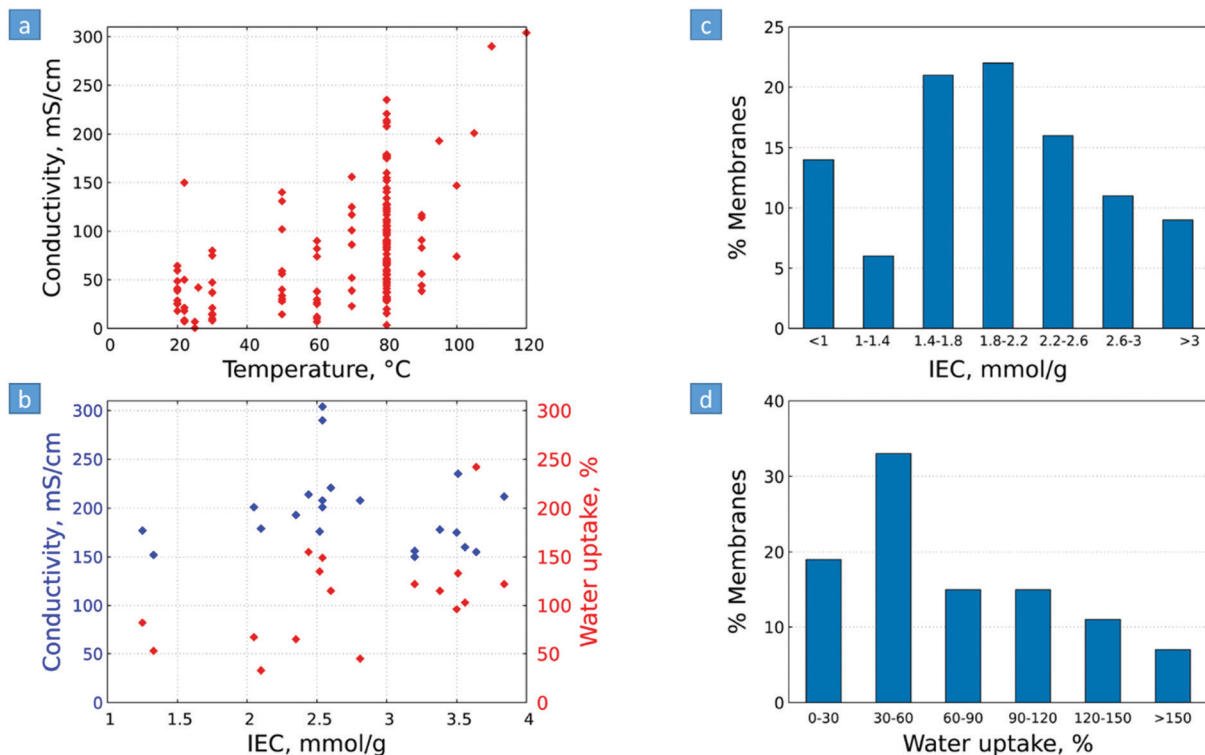 a
Conductivity, mS/cm
300
250
200
150
100
50
0
0 20 40 60 80 100 120
Temperature, °C
b
Conductivity, mS/cm
300
250
200
150
100
50
0
1 1.5 2 2.5 3 3.5 4
IEC, mmol/g
300
250
200
150
100
50
0
Water uptake, %
c
% Membranes
25
20
15
10
5
0
<1 1-1.4 1.4-1.8 1.8-2.2 2.2-2.6 2.6-3 >3
IEC, mmol/g
d
% Membranes
40
30
20
10
0
0-30 30-60 60-90 90-120 120-150 >150
Water uptake, %